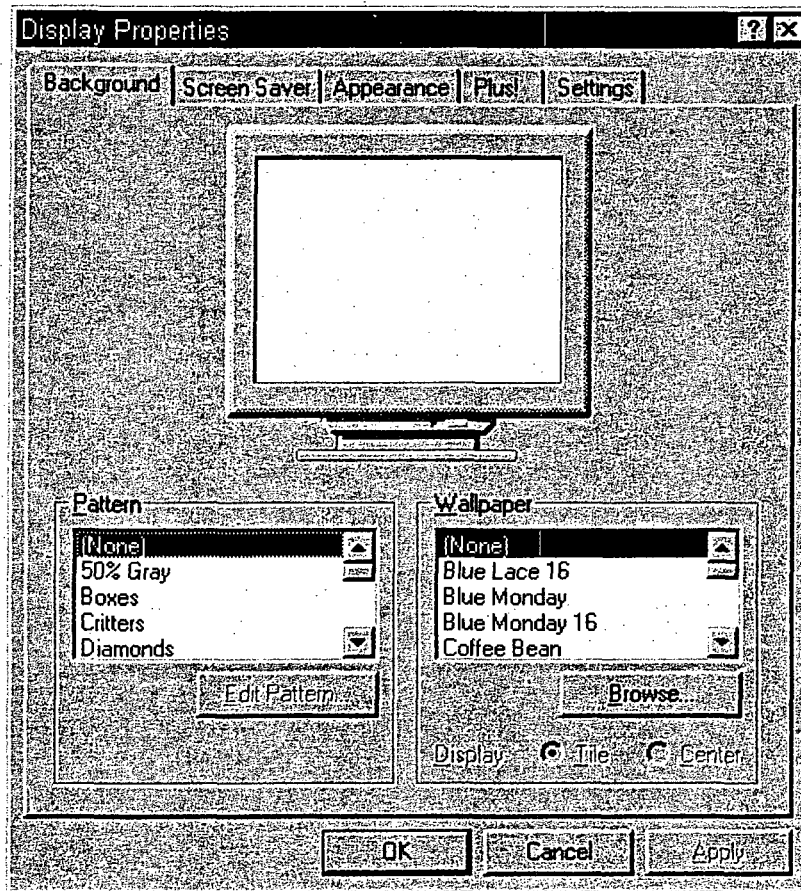 Display Properties
Background Screen Saver Appearance Plus! Settings
Pattern
(None)
50% Gray
Boxes
Critters
Diamonds
Edit Pattern...
Wallpaper
(None)
Blue Lace 16
Blue Monday
Blue Monday 16
Coffee Bean
Browse...
Display: Tile Center
OK Cancel Apply